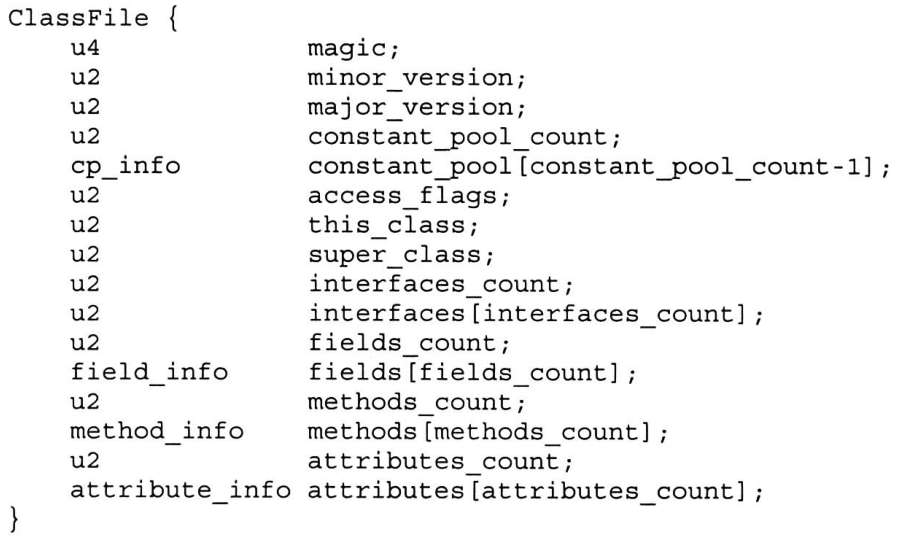 ClassFile {
    u4             magic;
    u2             minor_version;
    u2             major_version;
    u2             constant_pool_count;
    cp_info        constant_pool[constant_pool_count-1];
    u2             access_flags;
    u2             this_class;
    u2             super_class;
    u2             interfaces_count;
    u2             interfaces[interfaces_count];
    u2             fields_count;
    field_info     fields[fields_count];
    u2             methods_count;
    method_info    methods[methods_count];
    u2             attributes_count;
    attribute_info attributes[attributes_count];
}